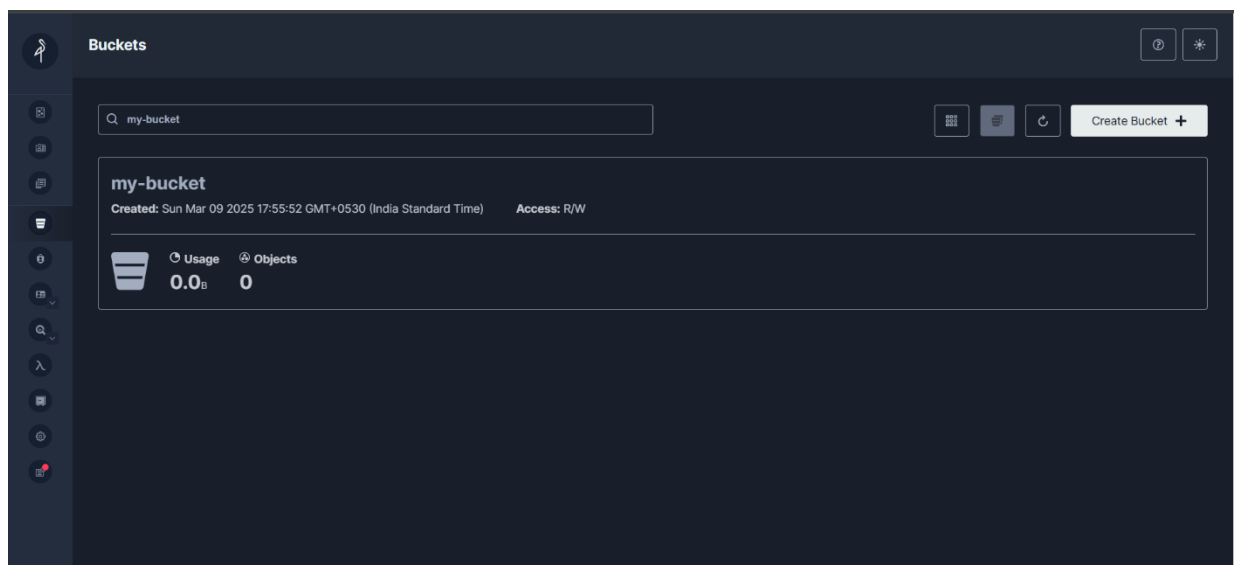 Buckets
my-bucket
Create Bucket
my-bucket
Created: Sun Mar 09 2025 17:55:52 GMT+0530 (India Standard Time) Access: R/W
Usage Objects
0.0B 0